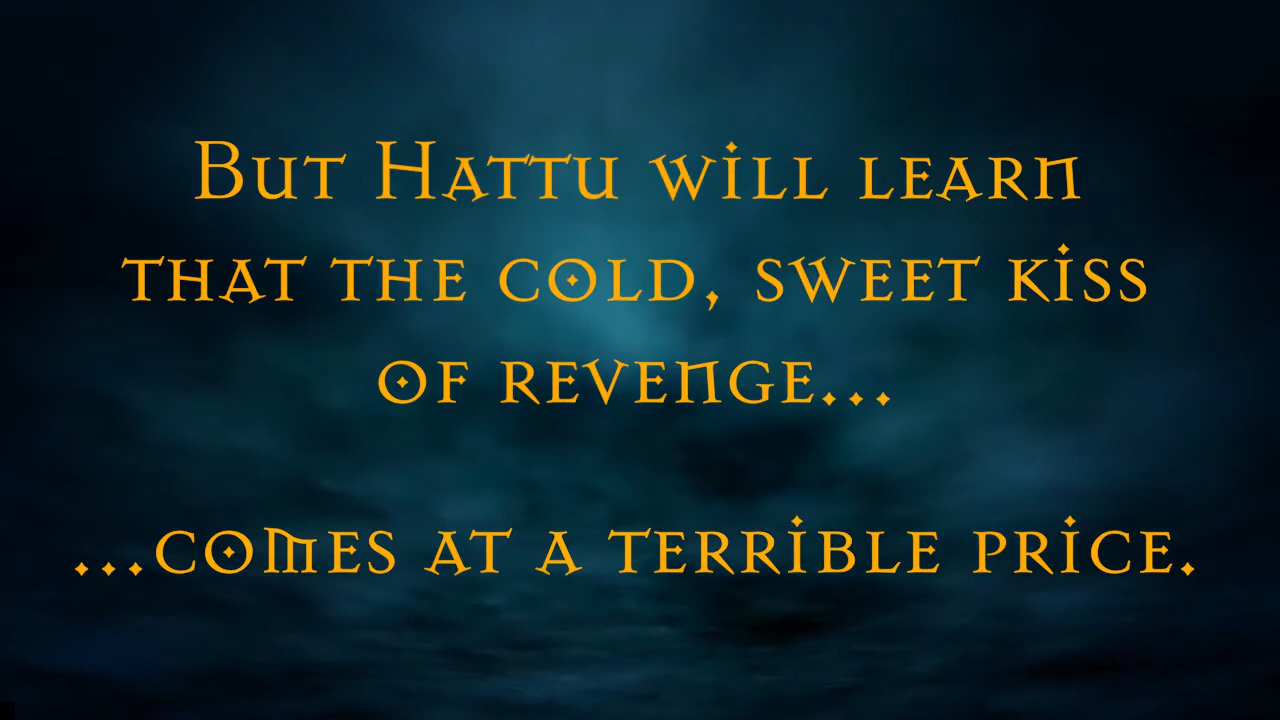 But Hattu will learn
that the cold, sweet kiss
of revenge...
...comes at a terrible price.